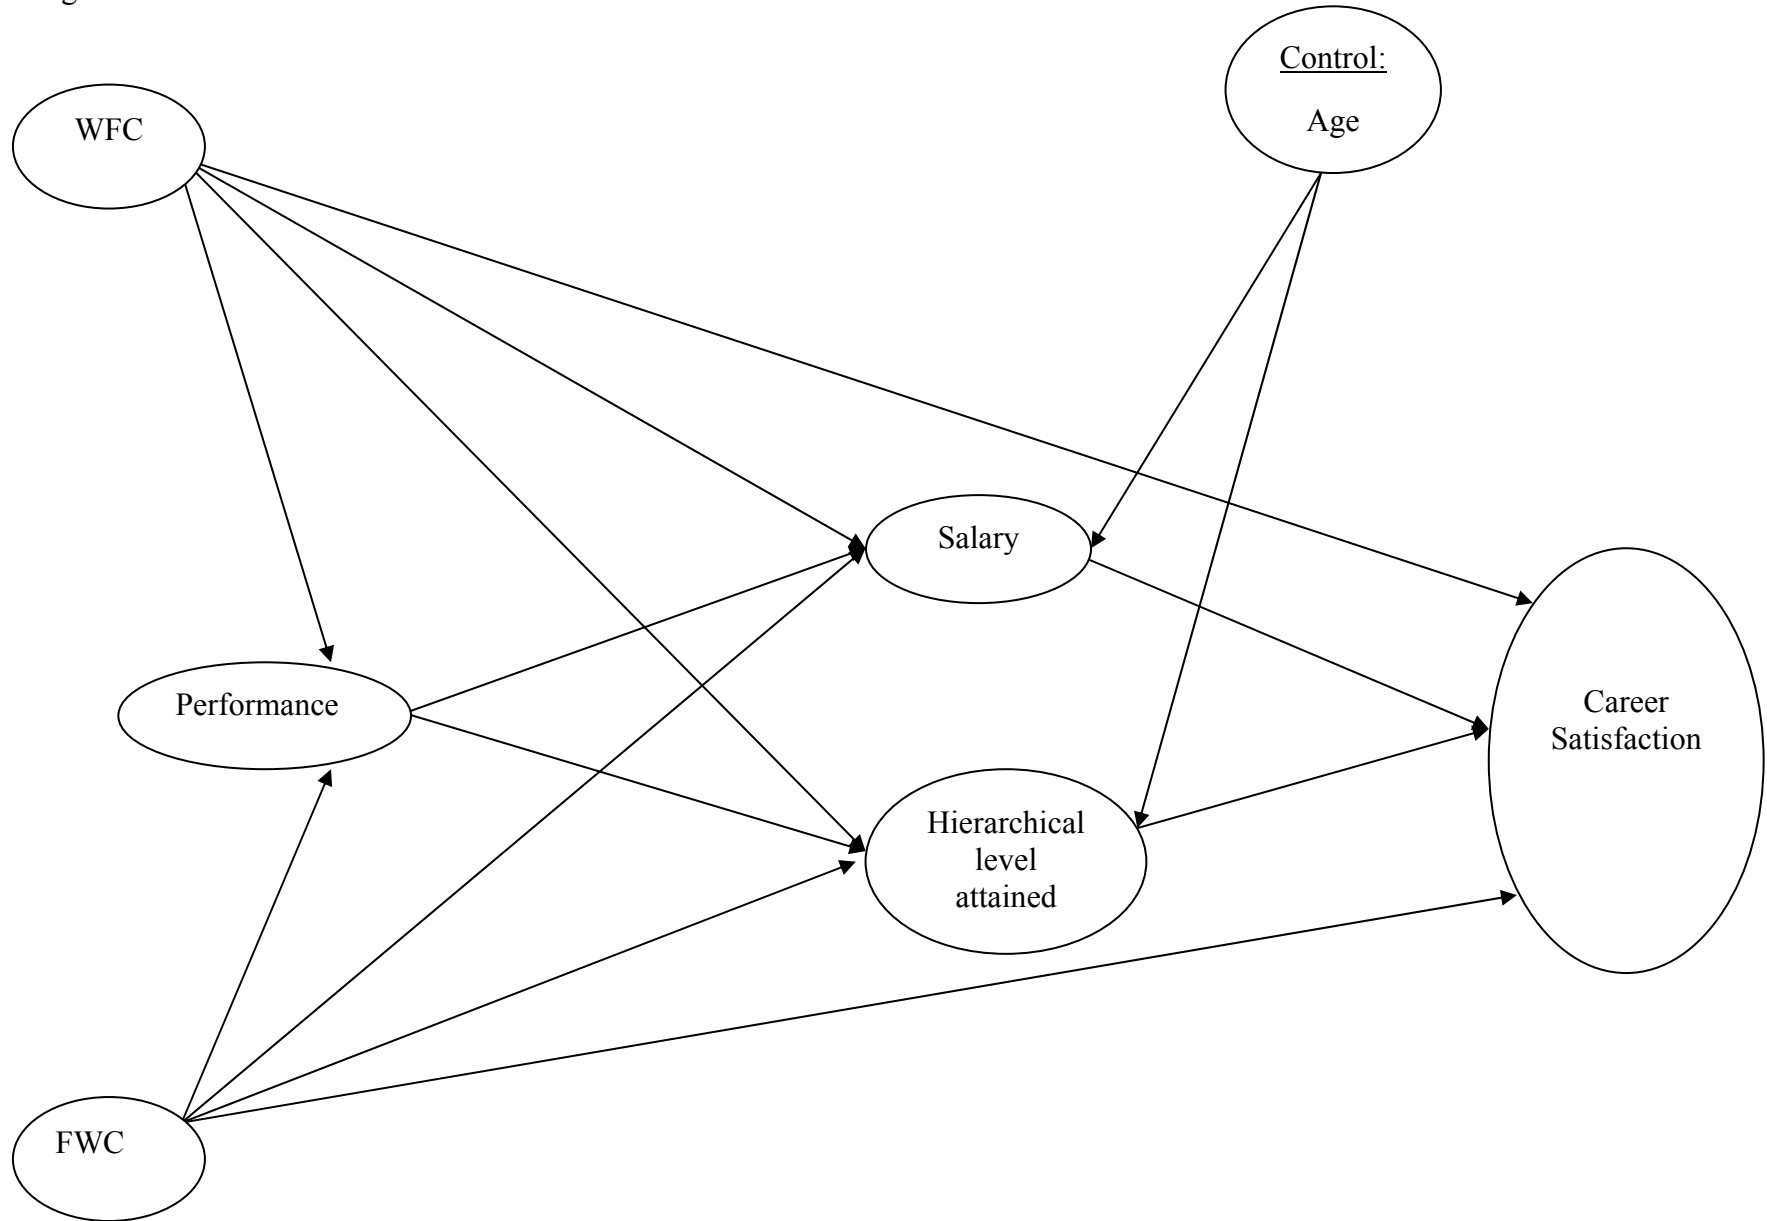 Control:
Age
WFC
Salary
Performance
Career
Satisfaction
Hierarchical
level
attained
FWC